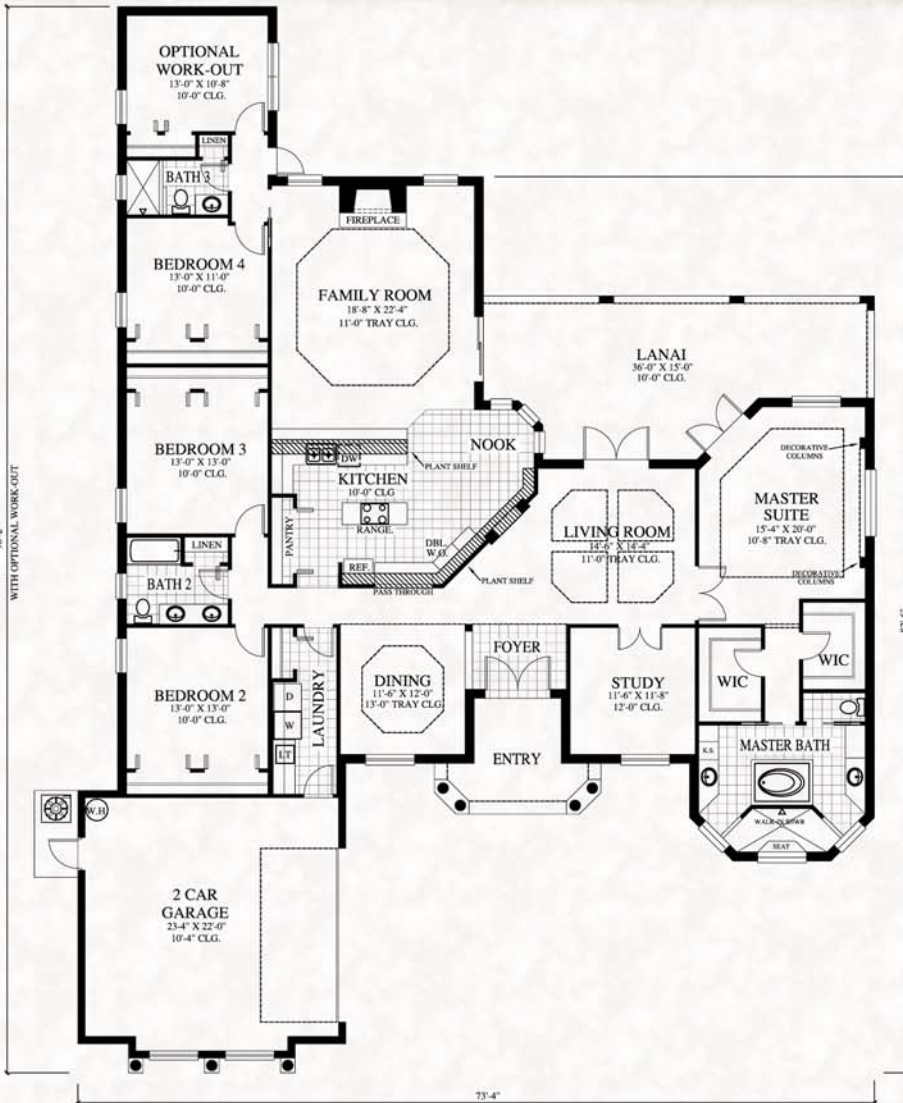 OPTIONAL
WORK-OUT
13'-0" X 10'-8"
10'-0" CLG.
LINEN
BATH 3
FIREPLACE
BEDROOM 4
13'-0" X 11'-0"
10'-0" CLG.
FAMILY ROOM
18'-8" X 22'-4"
11'-0" TRAY CLG.
LANAI
36'-0" X 15'-0"
10'-0" CLG.
WITH OPTIONAL WORK-OUT
BEDROOM 3
13'-0" X 13'-0"
10'-0" CLG.
NOOK
DW
PLANT SHELF
KITCHEN
10'-0" CLG
RANGE
PANTRY
DBL.
W.O.
REF.
PASS THROUGH
PLANT SHELF
LIVING ROOM
14'-6" X 14'-4"
11'-0" TRAY CLG.
DECORATIVE
COLUMNS
MASTER
SUITE
15'-4" X 20'-0"
10'-8" TRAY CLG.
DECORATIVE
COLUMNS
LINEN
BATH 2
BEDROOM 2
13'-0" X 13'-0"
10'-0" CLG.
D
W
LT
LAUNDRY
DINING
11'-6" X 12'-0"
13'-0" TRAY CLG
FOYER
ENTRY
STUDY
11'-6" X 11'-8"
12'-0" CLG.
WIC
WIC
K.S.
MASTER BATH
WALK-IN SHWR
SEAT
W.H
2 CAR
GARAGE
23-4" X 22'-0"
10'-4" CLG.
73'-4"